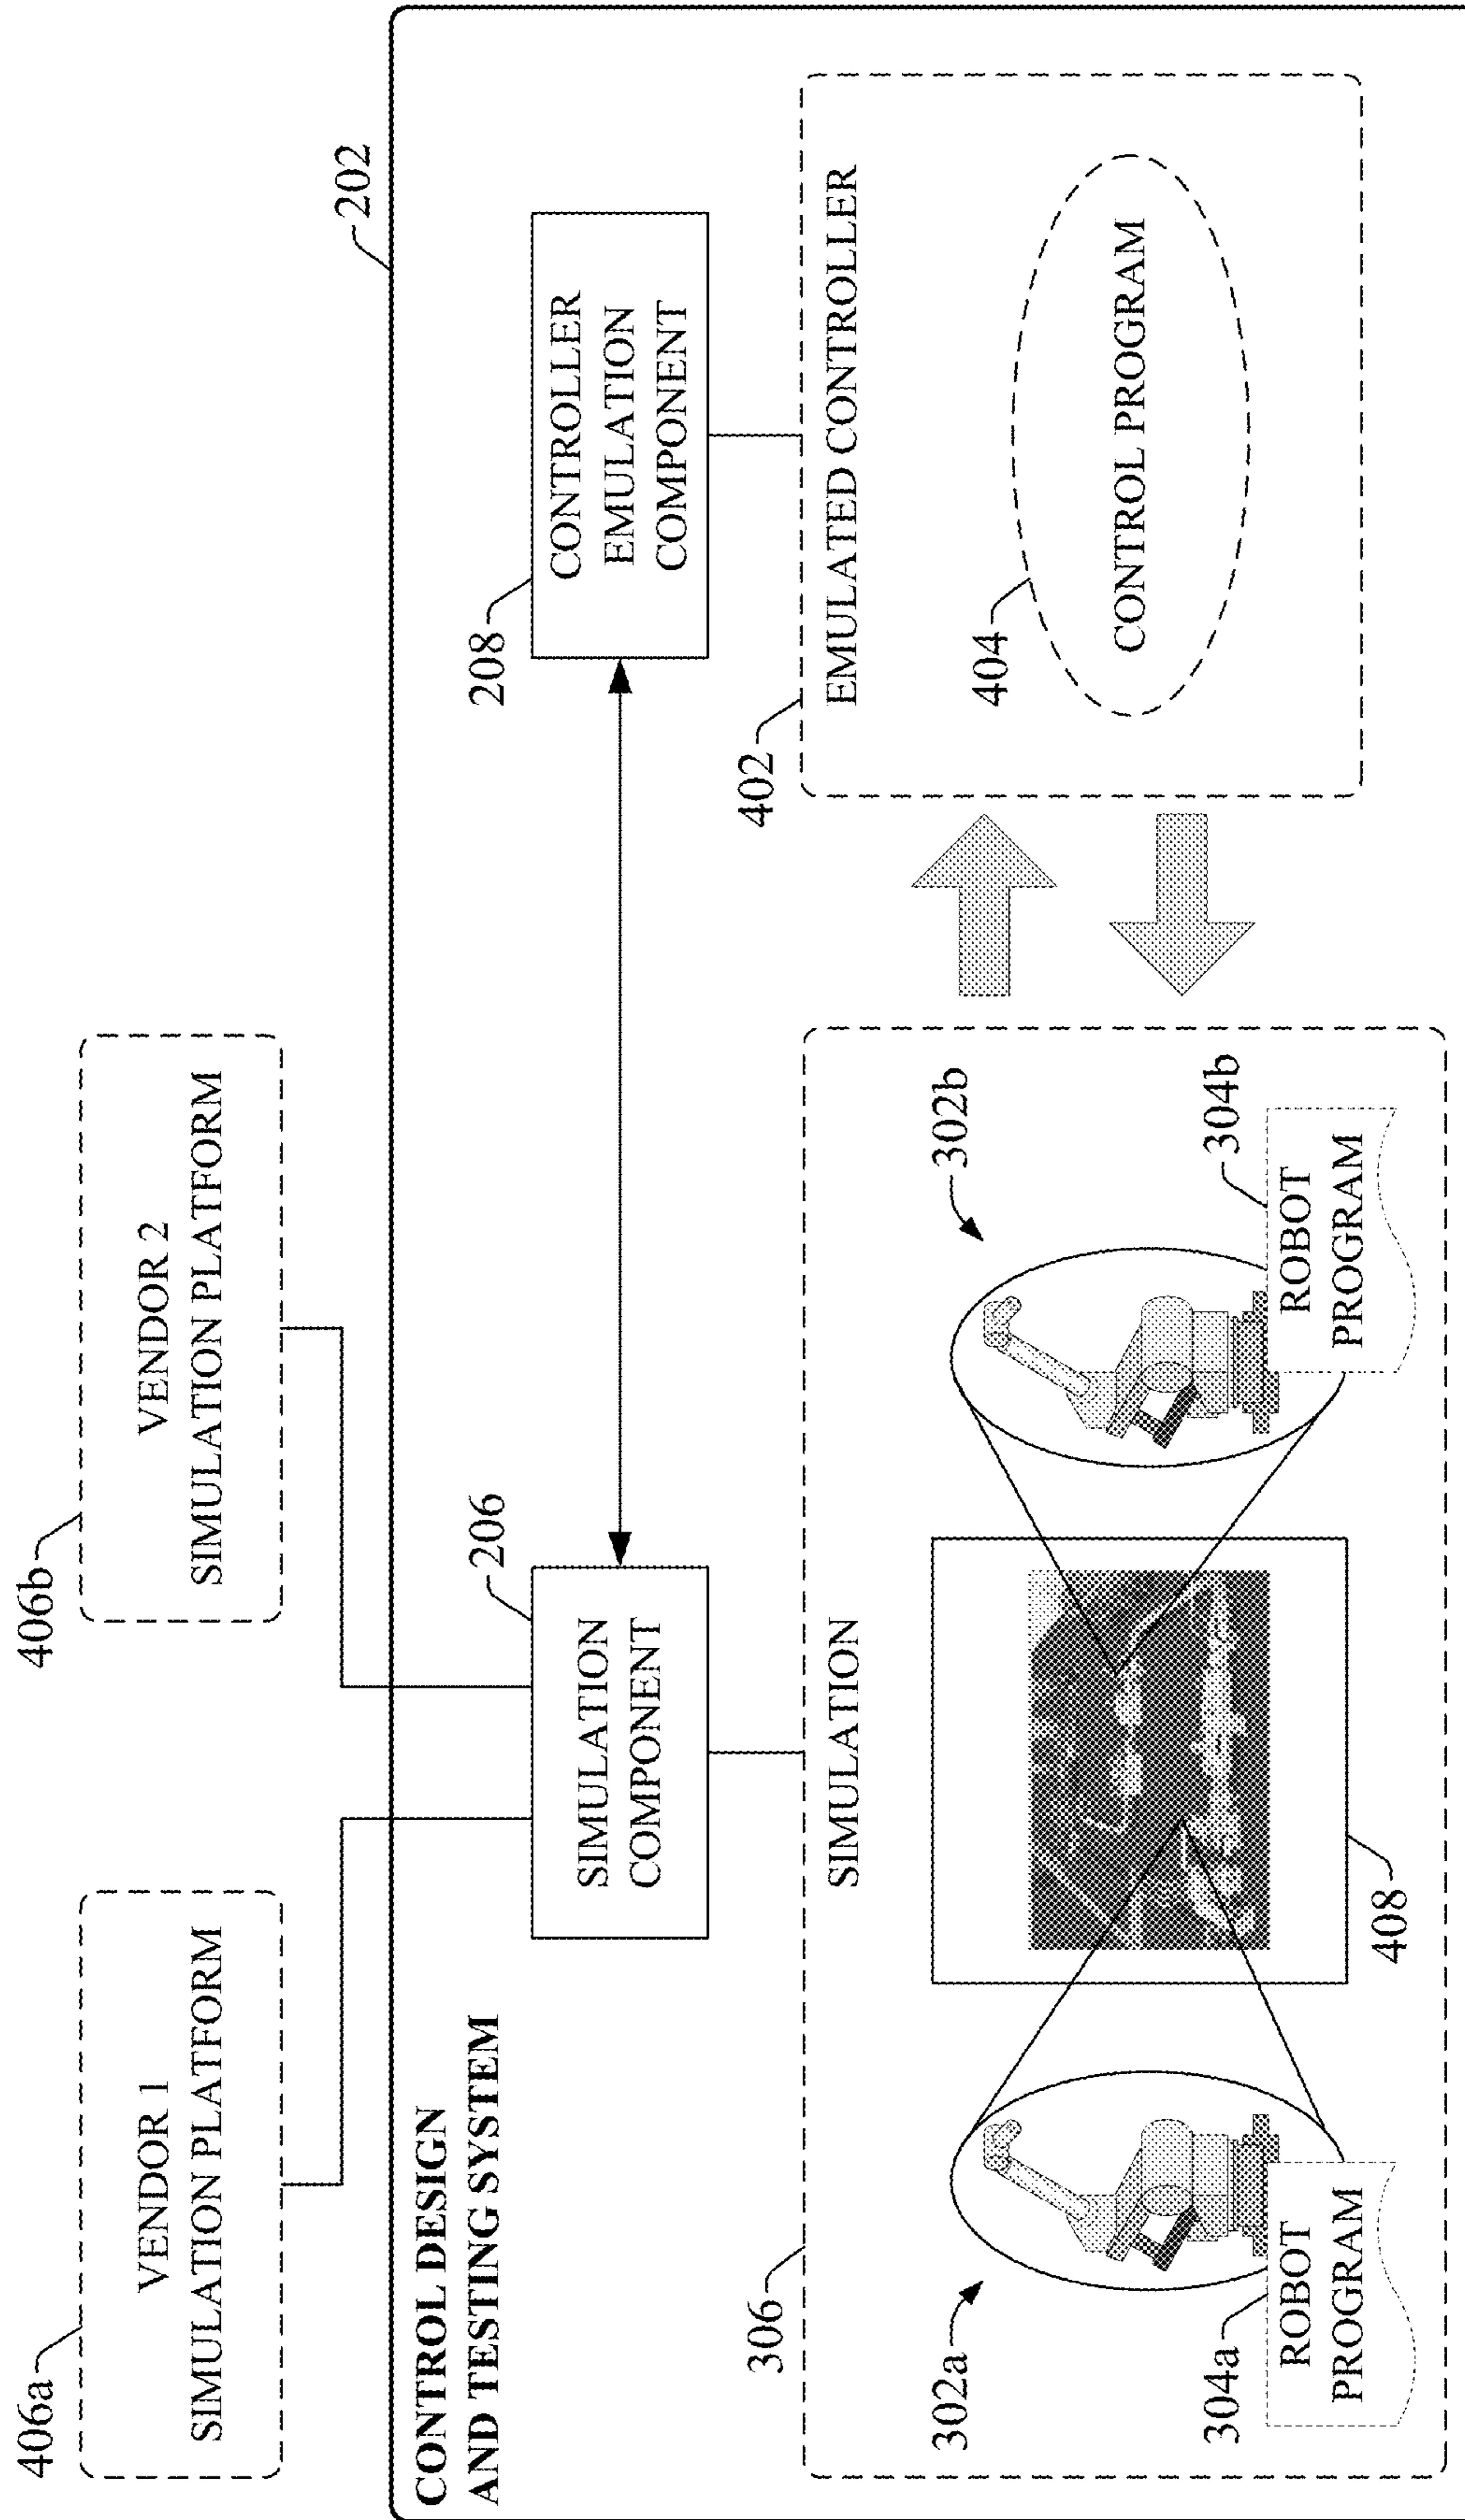 406a
VENDOR 1
SIMULATION PLATFORM
406b
VENDOR 2
SIMULATION PLATFORM
202
CONTROL DESIGN
AND TESTING SYSTEM
206
SIMULATION
COMPONENT
208
CONTROLLER
EMULATION
COMPONENT
306
SIMULATION
302a
304a
ROBOT
PROGRAM
408
302b
304b
ROBOT
PROGRAM
402
EMULATED CONTROLLER
404
CONTROL PROGRAM